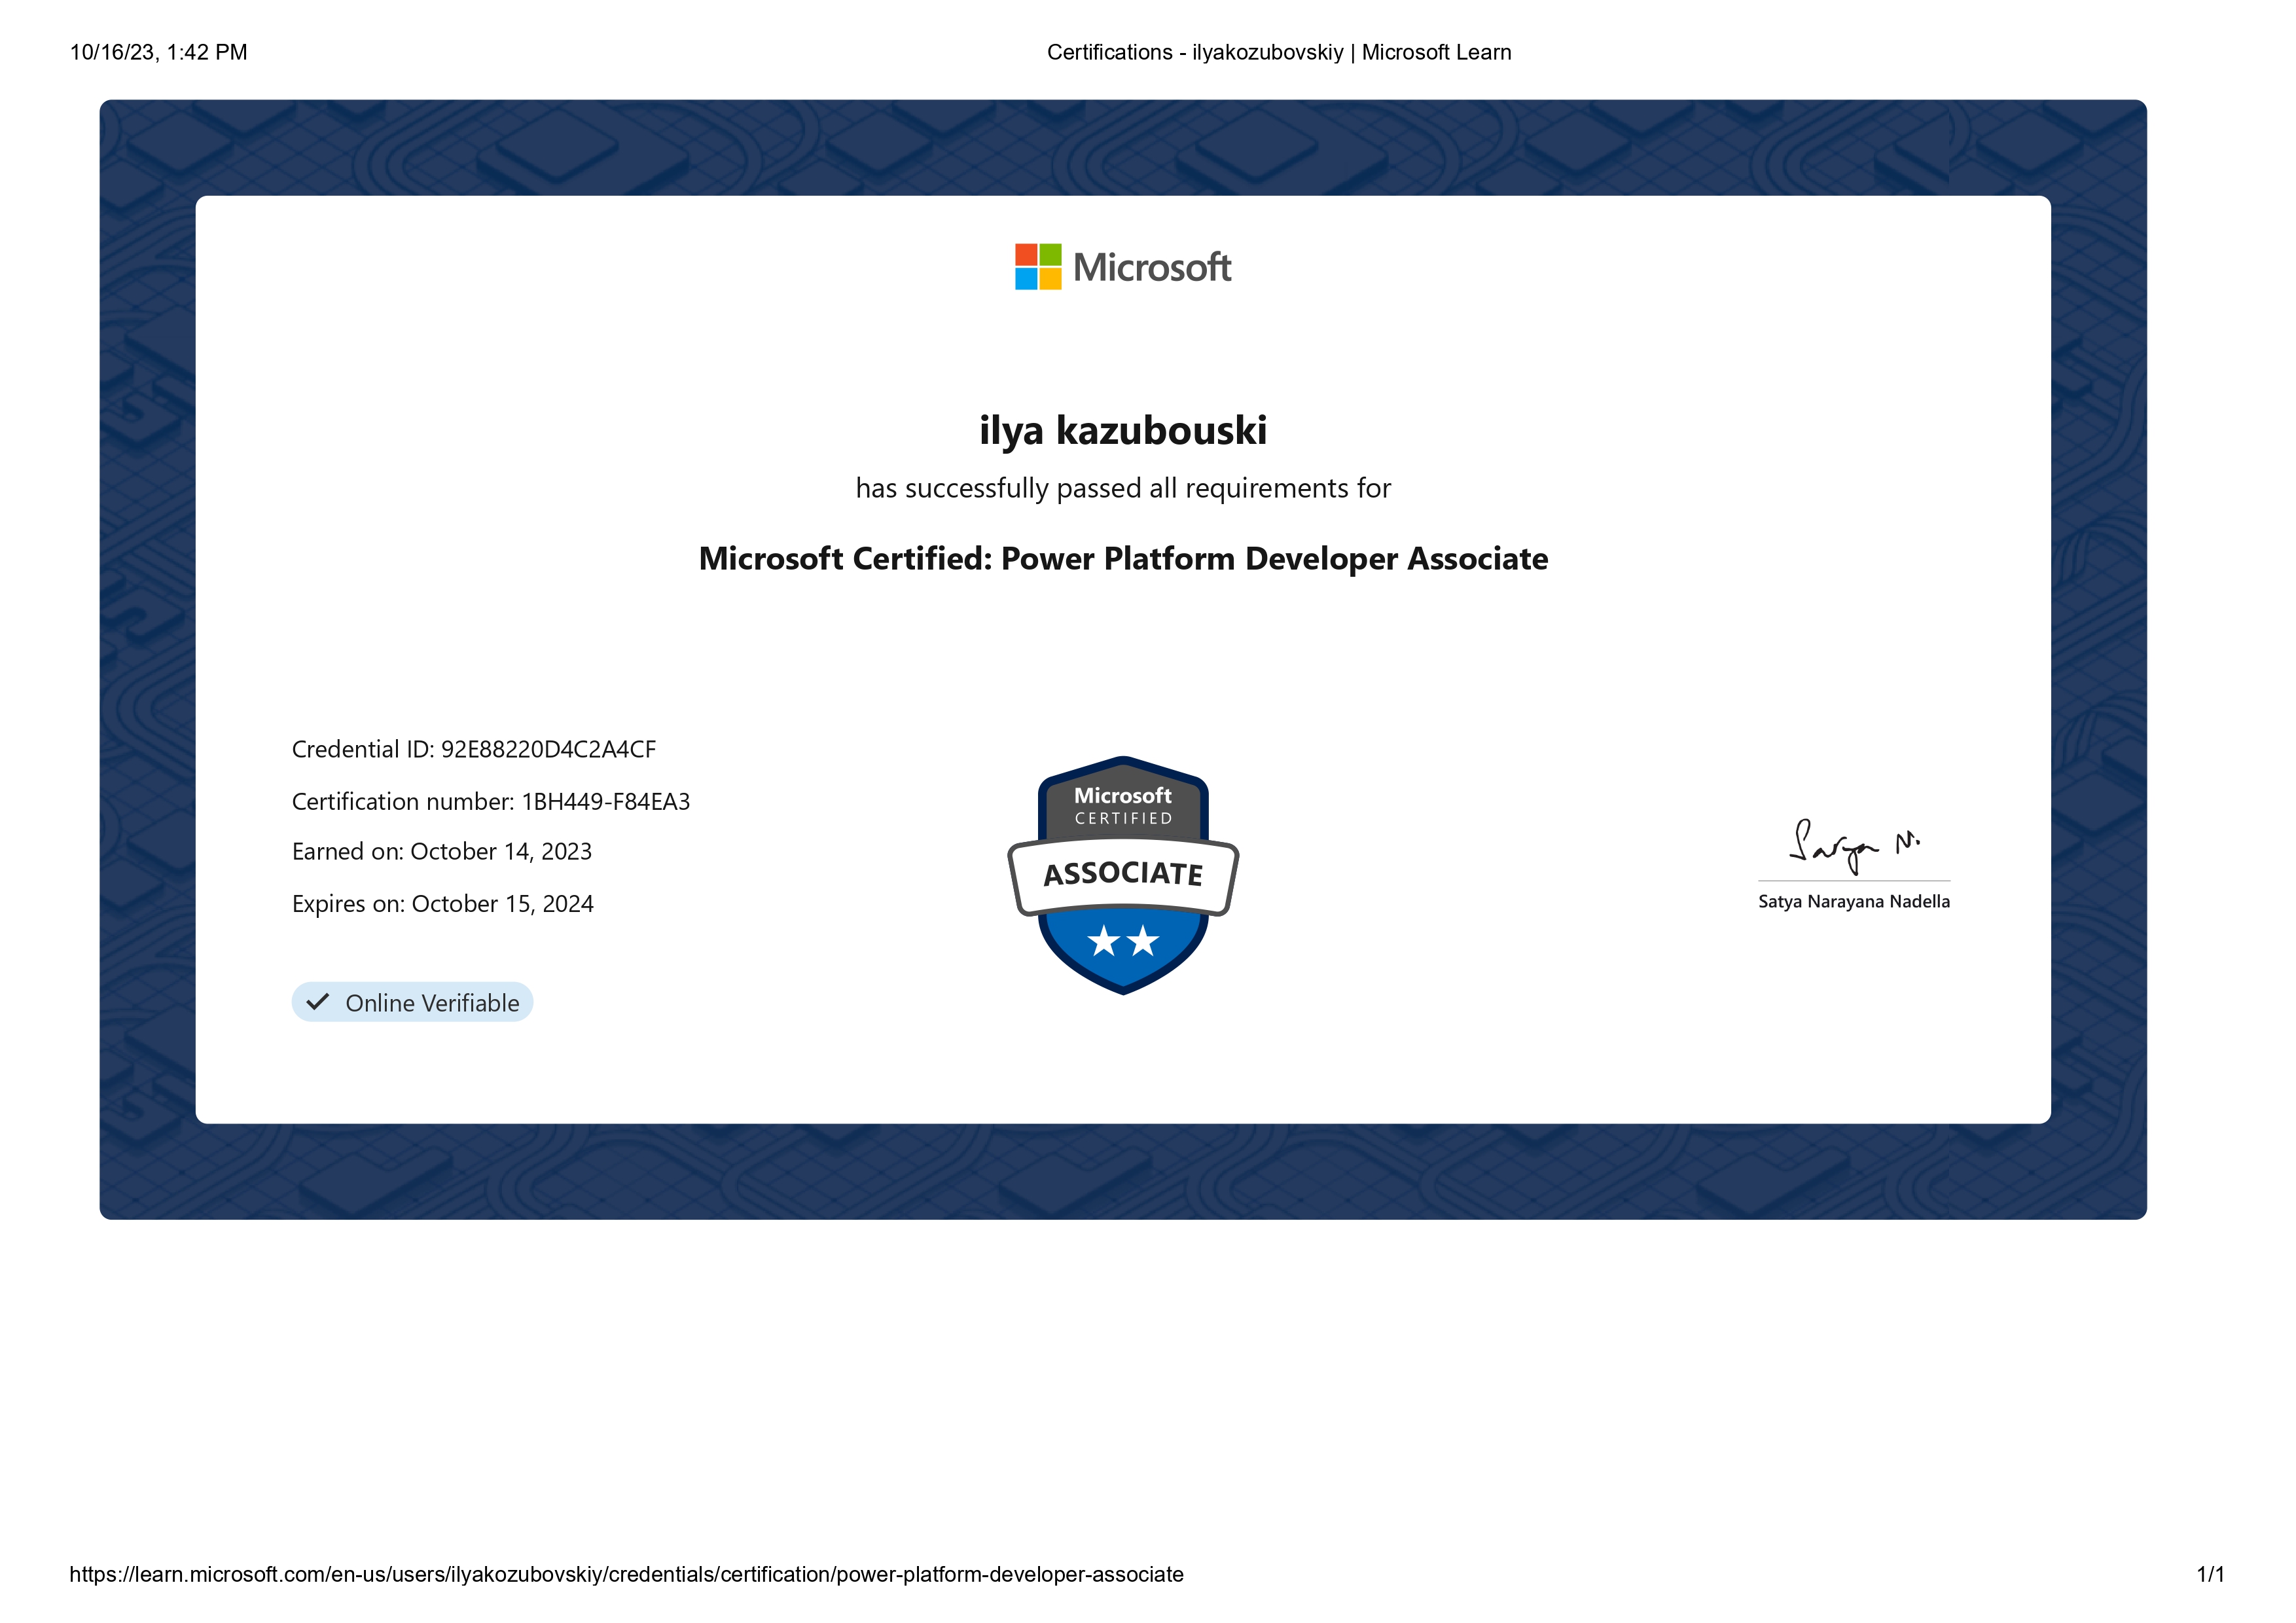 10/16/23, 1:42 PM
Certifications - ilyakozubovskiy | Microsoft Learn
Microsoft
ilya kazubouski
has successfully passed all requirements for
Microsoft Certified: Power Platform Developer Associate
Credential ID: 92E88220D4C2A4CF
Certification number: 1BH449-F84EA3
Earned on: October 14, 2023
Expires on: October 15, 2024
Online Verifiable
Microsoft
CERTIFIED
ASSOCIATE
Satya N.
Satya Narayana Nadella
https://learn.microsoft.com/en-us/users/ilyakozubovskiy/credentials/certification/power-platform-developer-associate
1/1